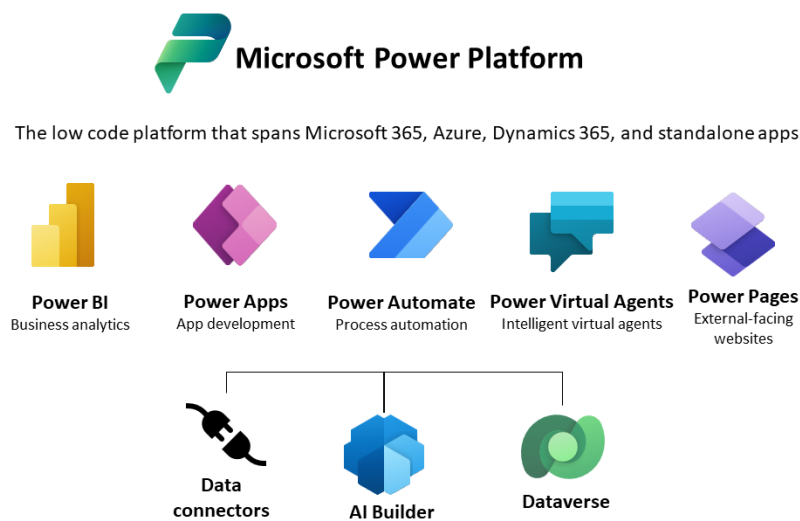 Microsoft Power Platform
The low code platform that spans Microsoft 365, Azure, Dynamics 365, and standalone apps
Power BI
Business analytics
Power Apps
App development
Power Automate
Process automation
Power Virtual Agents
Intelligent virtual agents
Power Pages
External-facing
websites
Data
connectors
AI Builder
Dataverse